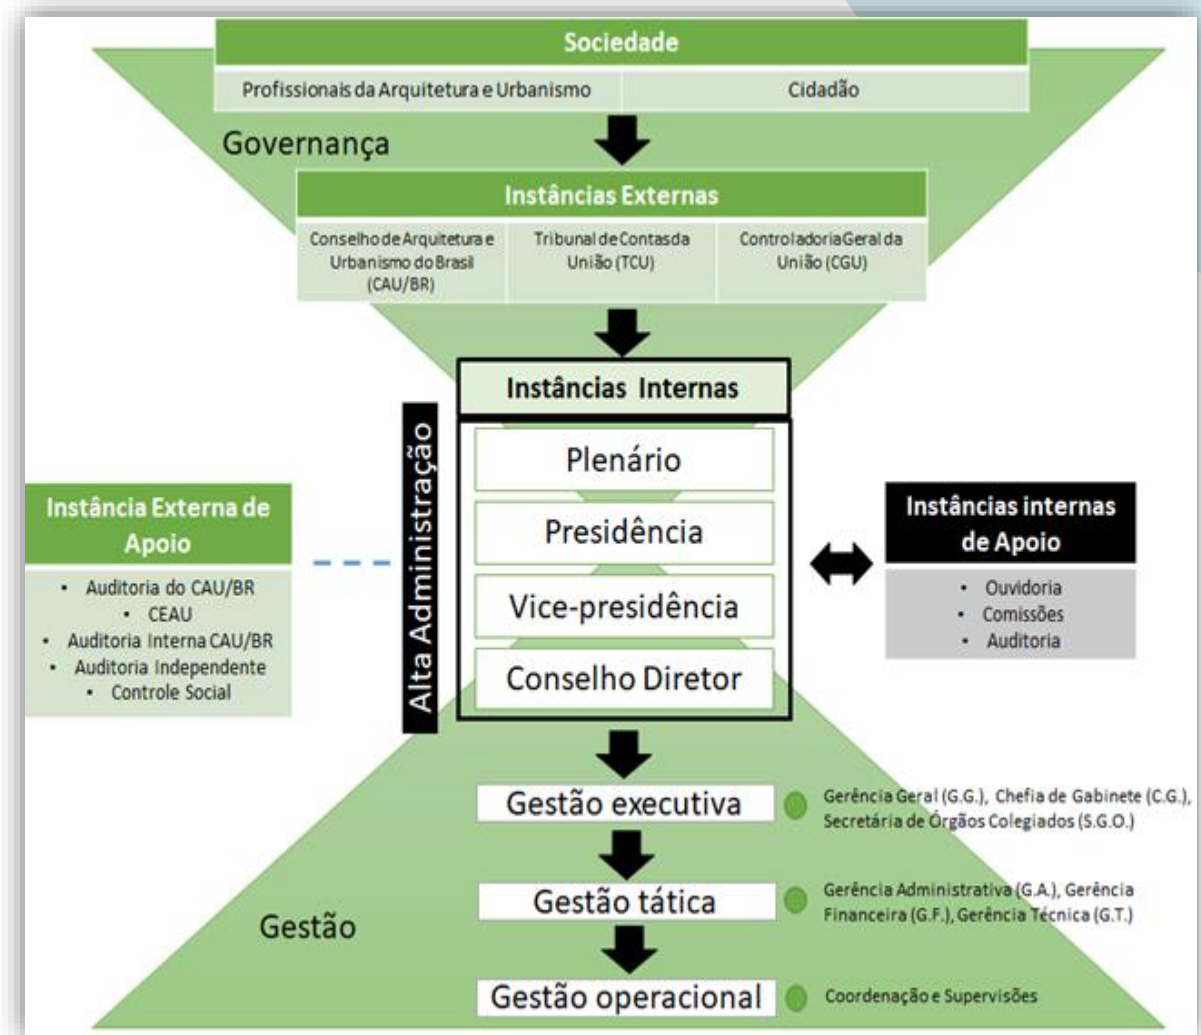 Sociedade
Profissionais da Arquitetura e Urbanismo
Cidadão
Governança
Instâncias Externas
Conselho de Arquitetura e
Urbanismo do Brasil
(CAU/BR)
Tribunal de Contas da
União (TCU)
Controladoria Geral da
União (CGU)
Instâncias Internas
Alta Administração
Plenário
Presidência
Vice-presidência
Conselho Diretor
Instância Externa de
Apoio
• Auditoria do CAU/BR
• CEAU
• Auditoria Interna CAU/BR
• Auditoria Independente
• Controle Social
Instâncias internas
de Apoio
• Ouvidoria
• Comissões
• Auditoria
Gestão executiva
Gerência Geral (G.G.), Chefia de Gabinete (C.G.),
Secretária de Órgãos Colegiados (S.G.O.)
Gestão tática
Gerência Administrativa (G.A.), Gerência
Financeira (G.F.), Gerência Técnica (G.T.)
Gestão
Gestão operacional
Coordenação e Supervisões